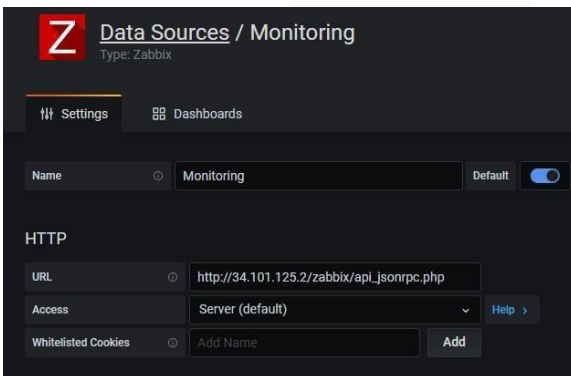 Z
Data Sources / Monitoring
Type: Zabbix
Settings Dashboards
Name Monitoring Default
HTTP
URL http://34.101.125.2/zabbix/api_jsonrpc.php
Access Server (default) Help >
Whitelisted Cookies Add Name Add